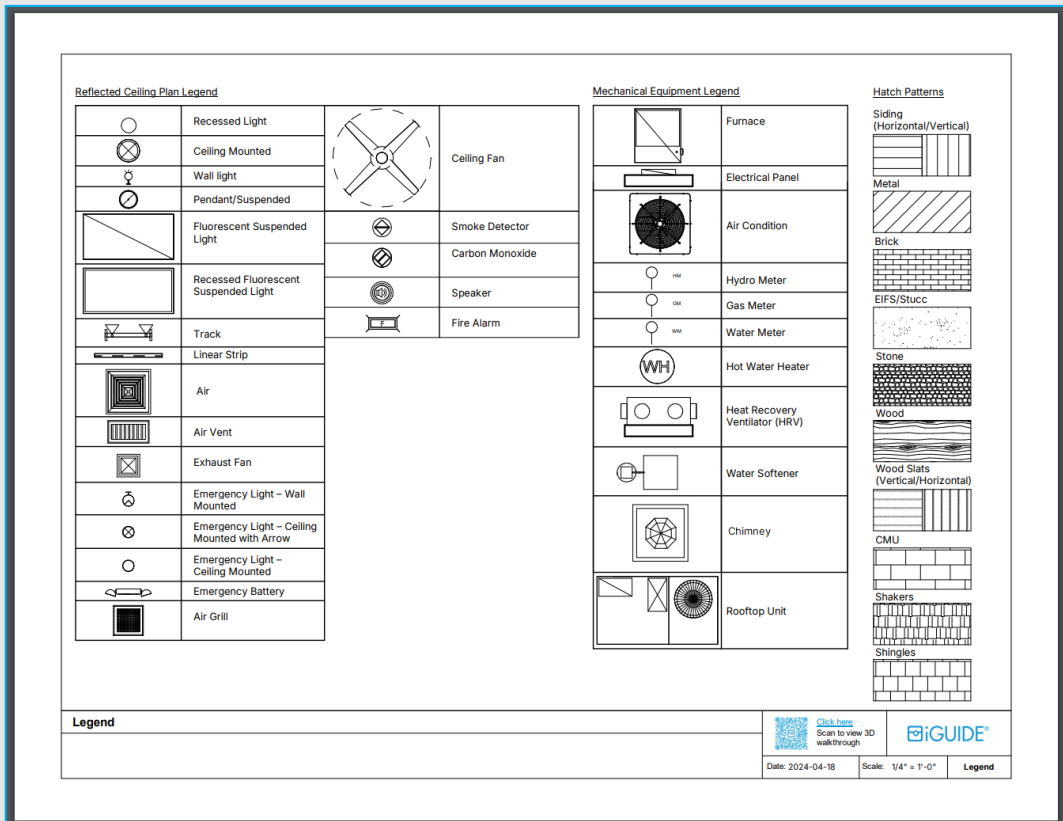 Reflected Ceiling Plan Legend
Recessed Light
Ceiling Mounted
Wall light
Pendant/Suspended
Fluorescent Suspended
Light
Recessed Fluorescent
Suspended Light
Track
Linear Strip
Air
Air Vent
Exhaust Fan
Emergency Light – Wall
Mounted
Emergency Light – Ceiling
Mounted with Arrow
Emergency Light –
Ceiling Mounted
Emergency Battery
Air Grill
Ceiling Fan
Smoke Detector
Carbon Monoxide
Speaker
F
Fire Alarm
Mechanical Equipment Legend
Furnace
Electrical Panel
Air Condition
HM
Hydro Meter
GM
Gas Meter
WM
Water Meter
WH
Hot Water Heater
Heat Recovery
Ventilator (HRV)
Water Softener
Chimney
Rooftop Unit
Hatch Patterns
Siding
(Horizontal/Vertical)
Metal
Brick
EIFS/Stucc
Stone
Wood
Wood Slats
(Vertical/Horizontal)
CMU
Shakers
Shingles
Legend
Click here
Scan to view 3D
walkthrough
iGUIDE®
Date: 2024-04-18
Scale: 1/4" = 1'-0"
Legend